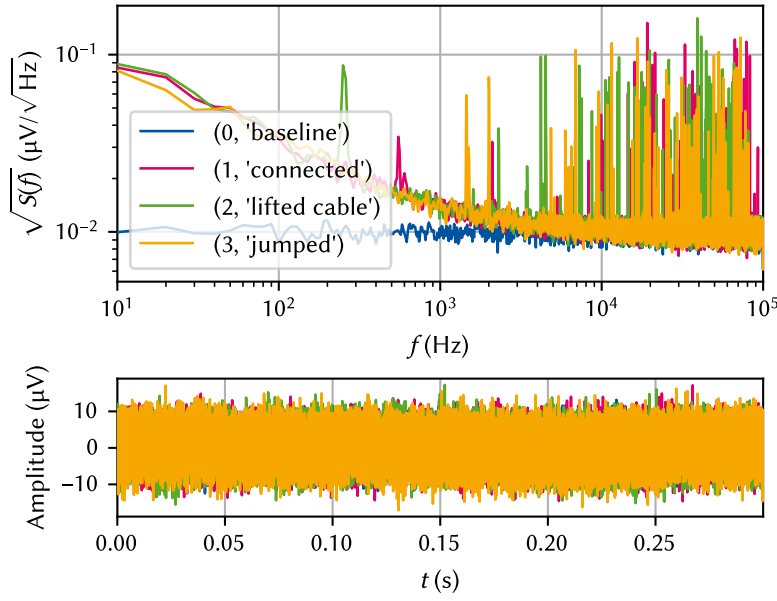 10⁻¹
10⁻²
√S(f) (μV/√Hz)
(0, 'baseline')
(1, 'connected')
(2, 'lifted cable')
(3, 'jumped')
10¹ 10² 10³ 10⁴ 10⁵
f (Hz)
10
0
−10
Amplitude (μV)
0.00 0.05 0.10 0.15 0.20 0.25
t (s)